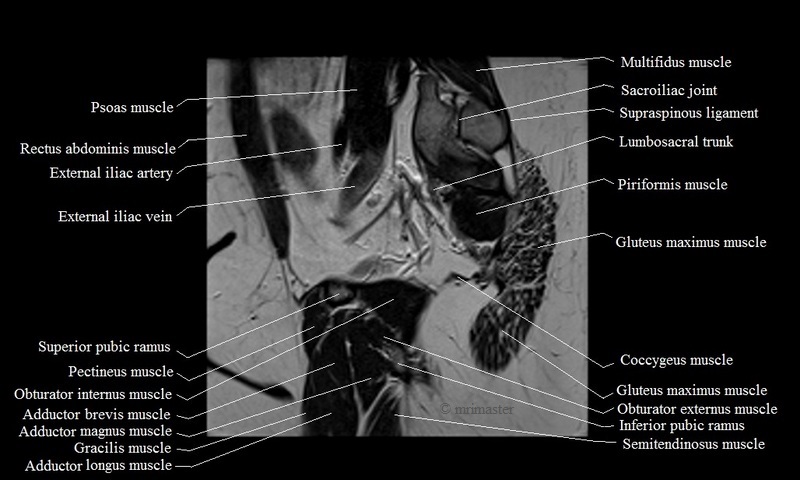 Psoas muscle
Rectus abdominis muscle
External iliac artery
External iliac vein
Superior pubic ramus
Pectineus muscle
Obturator internus muscle
Adductor brevis muscle
Adductor magnus muscle
Gracilis muscle
Adductor longus muscle
Multifidus muscle
Sacroiliac joint
Supraspinous ligament
Lumbosacral trunk
Piriformis muscle
Gluteus maximus muscle
Coccygeus muscle
Gluteus maximus muscle
Obturator externus muscle
Inferior pubic ramus
Semitendinosus muscle
© mrimaster